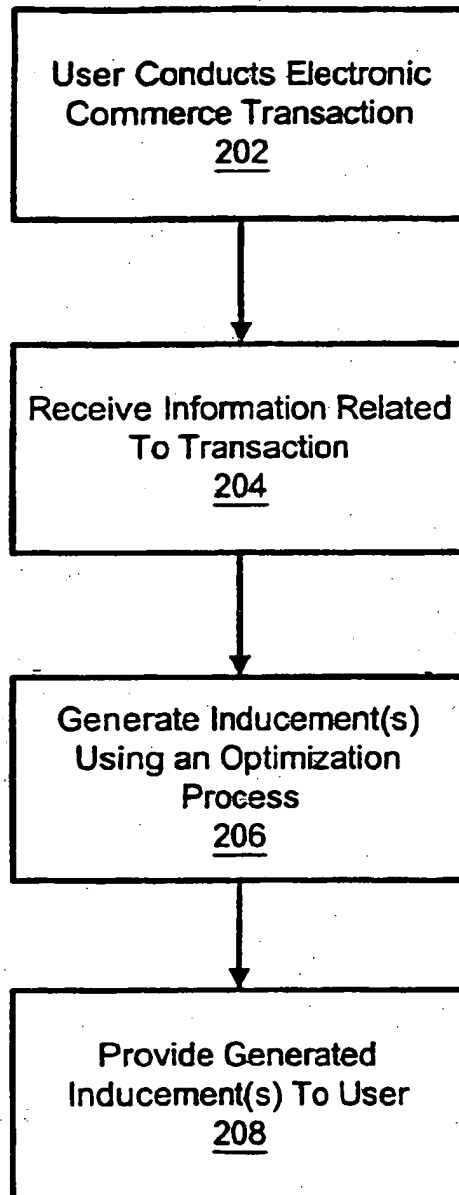 User Conducts Electronic
Commerce Transaction
202
Receive Information Related
To Transaction
204
Generate Inducement(s)
Using an Optimization
Process
206
Provide Generated
Inducement(s) To User
208